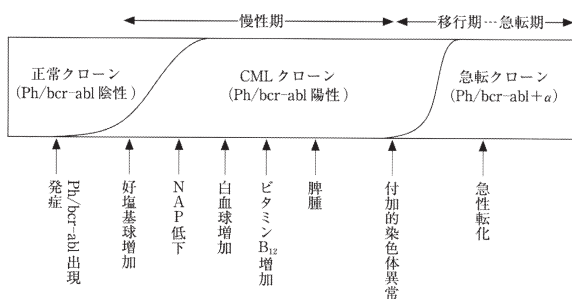 慢性期
移行期…急転期
正常クローン
(Ph/bcr-abl 陰性)
CML クローン
(Ph/bcr-abl 陽性)
急転クローン
(Ph/bcr-abl+a)
発症
Ph/bcr-abl 出現
好塩基球増加
NAP低下
白血球増加
ビタミン
B₁₂増加
脾腫
付加的染色体異常
急性転化